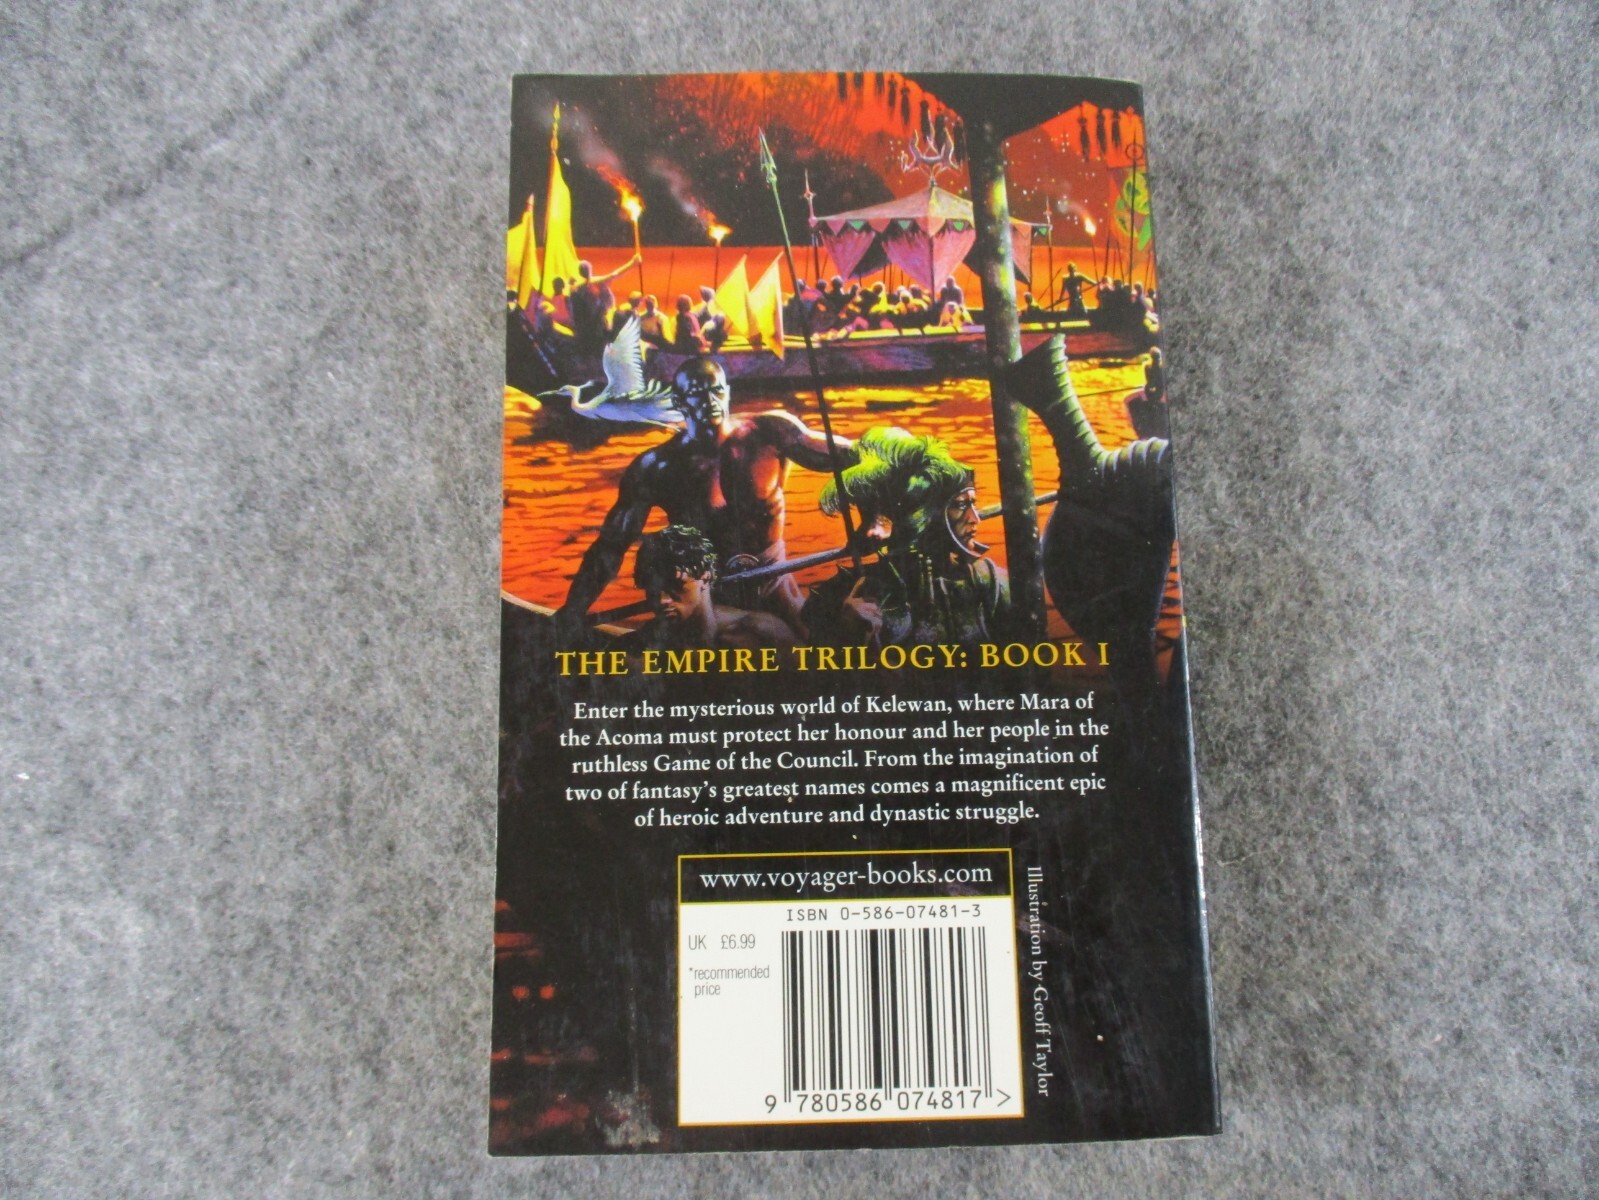 THE EMPIRE TRILOGY: BOOK I
Enter the mysterious world of Kelewan, where Mara of
the Acoma must protect her honour and her people in the
ruthless Game of the Council. From the imagination of
two of fantasy's greatest names comes a magnificent epic
of heroic adventure and dynastic struggle.
www.voyager-books.com
ISBN 0-586-07481-3
UK £6.99
*recommended
price
9 780586 074817 >
Illustration by Geoff Taylor